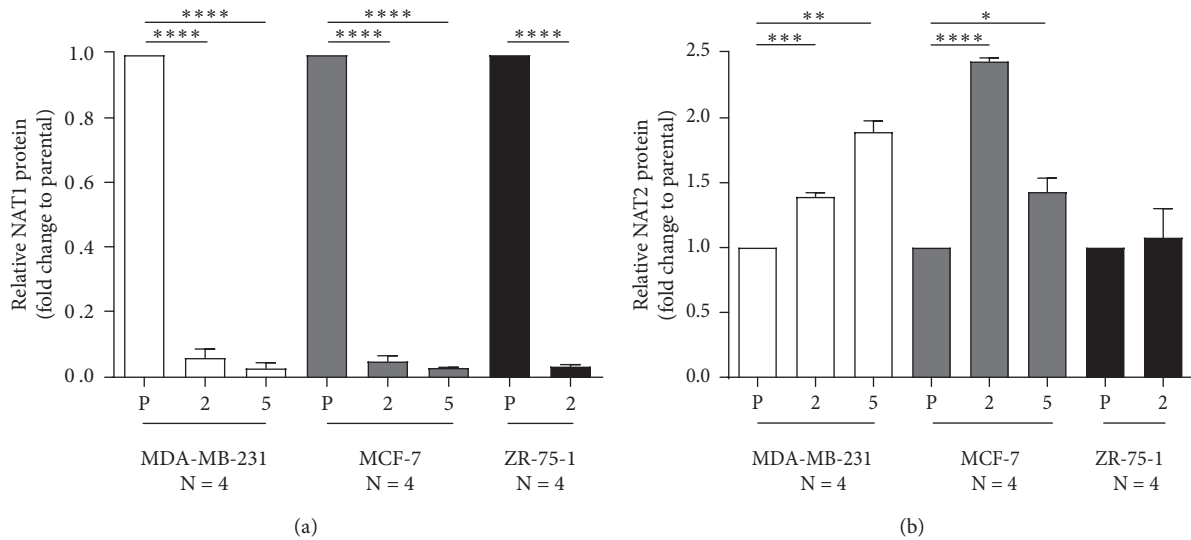 ****
****
****
****
****
Relative NAT1 protein
(fold change to parental)
1.0
0.8
0.6
0.4
0.2
0.0
P 2 5 P 2 5 P 2
MDA-MB-231 MCF-7 ZR-75-1
N = 4 N = 4 N = 4
(a)
**
*
***
****
Relative NAT2 protein
(fold change to parental)
2.5
2.0
1.5
1.0
0.5
0.0
P 2 5 P 2 5 P 2
MDA-MB-231 MCF-7 ZR-75-1
N = 4 N = 4 N = 4
(b)